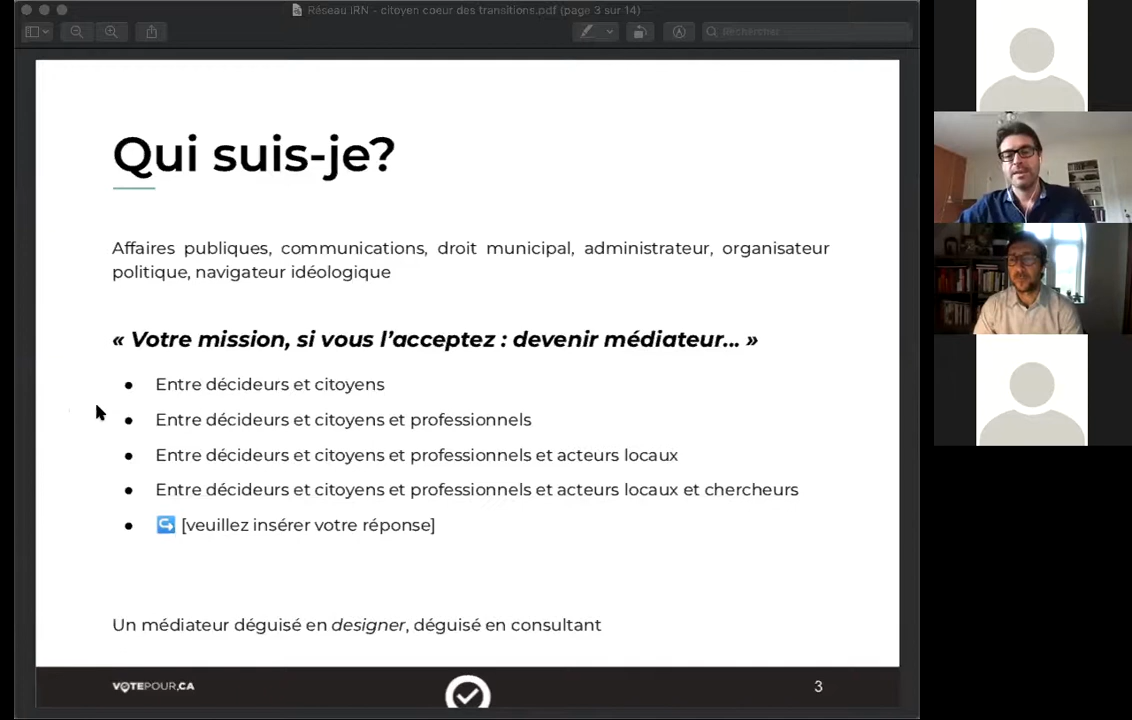 Réseau IRN - citoyen coeur des transitions.pdf (page 3 sur 14)
Rechercher
Qui suis-je?
Affaires publiques, communications, droit municipal, administrateur, organisateur
politique, navigateur idéologique
« Votre mission, si vous l’acceptez : devenir médiateur... »
● Entre décideurs et citoyens
● Entre décideurs et citoyens et professionnels
● Entre décideurs et citoyens et professionnels et acteurs locaux
● Entre décideurs et citoyens et professionnels et acteurs locaux et chercheurs
● ↪️ [veuillez insérer votre réponse]
Un médiateur déguisé en designer, déguisé en consultant
VOTEPOUR.CA
3